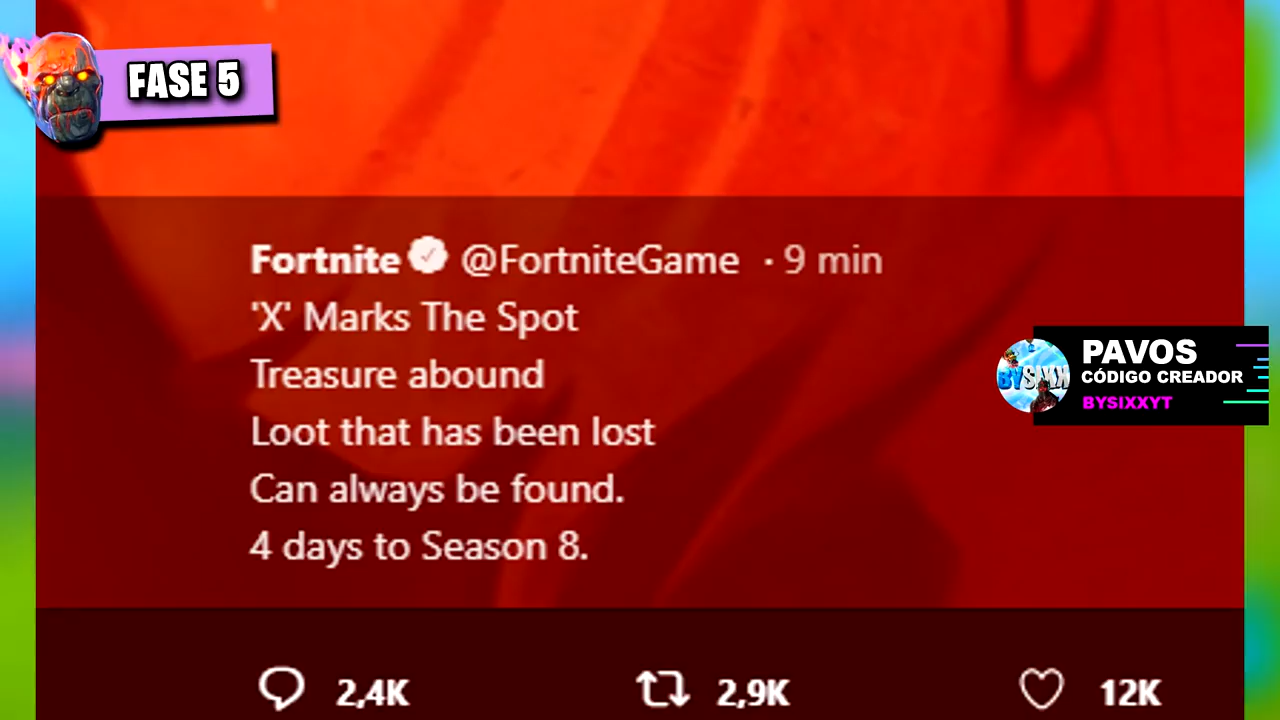 FASE 5
Fortnite @FortniteGame · 9 min
'X' Marks The Spot
Treasure abound
Loot that has been lost
Can always be found.
4 days to Season 8.
PAVOS
CÓDIGO CREADOR
BYSIXXYT
2,4K 2,9K 12K